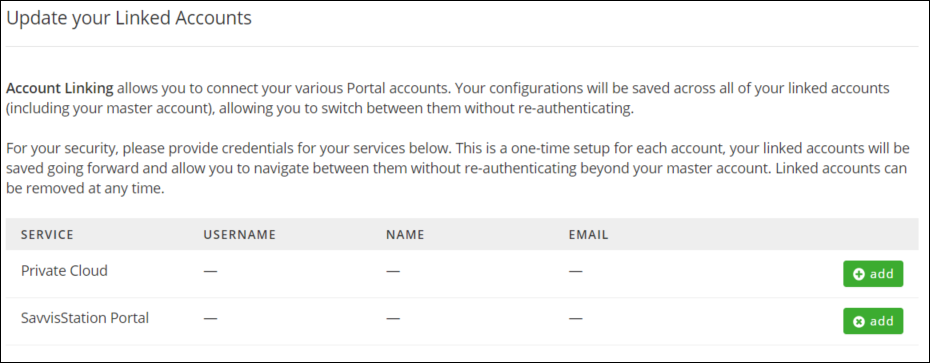 Update your Linked Accounts
Account Linking allows you to connect your various Portal accounts. Your configurations will be saved across all of your linked accounts
(including your master account), allowing you to switch between them without re-authenticating.
For your security, please provide credentials for your services below. This is a one-time setup for each account, your linked accounts will be
saved going forward and allow you to navigate between them without re-authenticating beyond your master account. Linked accounts can
be removed at any time.
SERVICE USERNAME NAME EMAIL
Private Cloud — — — add
SavvisStation Portal — — — add